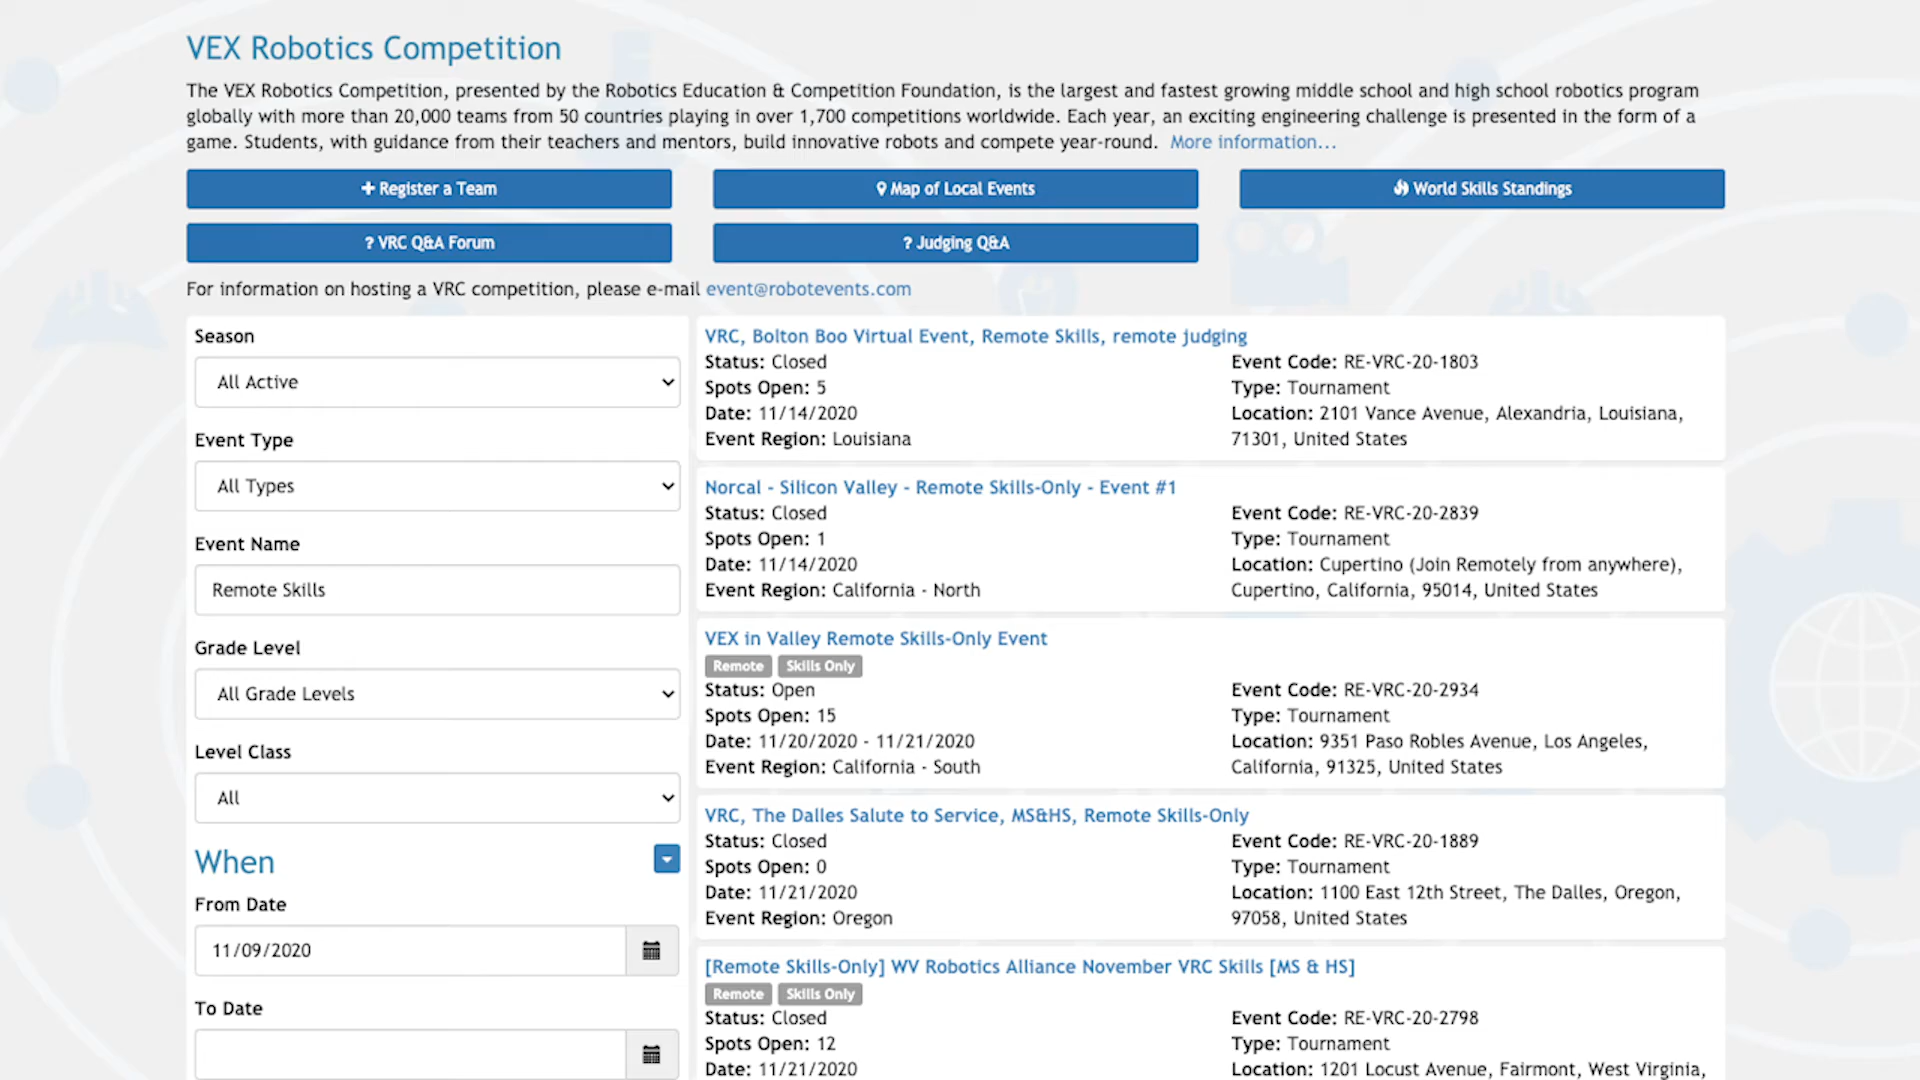 VEX Robotics Competition
The VEX Robotics Competition, presented by the Robotics Education & Competition Foundation, is the largest and fastest growing middle school and high school robotics program
globally with more than 20,000 teams from 50 countries playing in over 1,700 competitions worldwide. Each year, an exciting engineering challenge is presented in the form of a
game. Students, with guidance from their teachers and mentors, build innovative robots and compete year-round. More information...
Register a Team
Map of Local Events
World Skills Standings
? VRC Q&A Forum
? Judging Q&A
For information on hosting a VRC competition, please e-mail event@robotevents.com
Season
All Active
Event Type
All Types
Event Name
Remote Skills
Grade Level
All Grade Levels
Level Class
All
When
From Date
11/09/2020
To Date
VRC, Bolton Boo Virtual Event, Remote Skills, remote judging
Status: Closed
Spots Open: 5
Date: 11/14/2020
Event Region: Louisiana
Event Code: RE-VRC-20-1803
Type: Tournament
Location: 2101 Vance Avenue, Alexandria, Louisiana,
71301, United States
Norcal - Silicon Valley - Remote Skills-Only - Event #1
Status: Closed
Spots Open: 1
Date: 11/14/2020
Event Region: California - North
Event Code: RE-VRC-20-2839
Type: Tournament
Location: Cupertino (Join Remotely from anywhere),
Cupertino, California, 95014, United States
VEX in Valley Remote Skills-Only Event
Remote Skills Only
Status: Open
Spots Open: 15
Date: 11/20/2020 - 11/21/2020
Event Region: California - South
Event Code: RE-VRC-20-2934
Type: Tournament
Location: 9351 Paso Robles Avenue, Los Angeles,
California, 91325, United States
VRC, The Dalles Salute to Service, MS&HS, Remote Skills-Only
Status: Closed
Spots Open: 0
Date: 11/21/2020
Event Region: Oregon
Event Code: RE-VRC-20-1889
Type: Tournament
Location: 1100 East 12th Street, The Dalles, Oregon,
97058, United States
[Remote Skills-Only] WV Robotics Alliance November VRC Skills [MS & HS]
Remote Skills Only
Status: Closed
Spots Open: 12
Date: 11/21/2020
Event Code: RE-VRC-20-2798
Type: Tournament
Location: 1201 Locust Avenue, Fairmont, West Virginia,